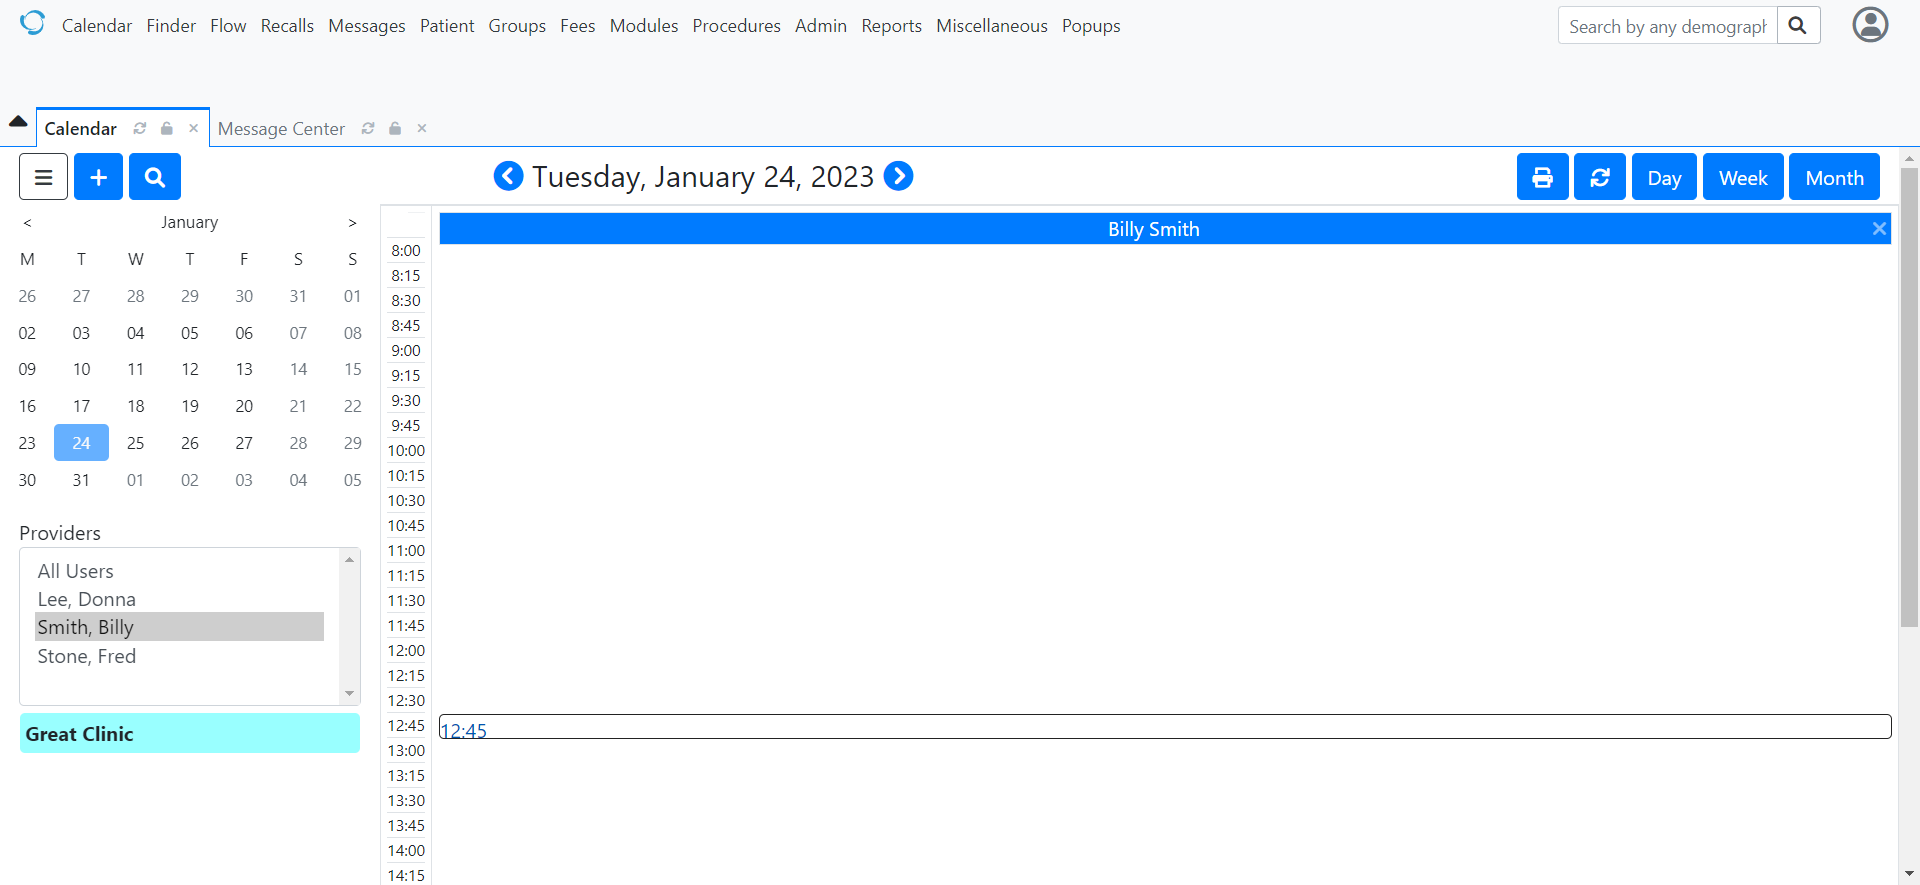 Calendar Finder Flow Recalls Messages Patient Groups Fees Modules Procedures Admin Reports Miscellaneous Popups
Search by any demograph
Calendar Message Center
Tuesday, January 24, 2023
Day Week Month
< January >
M T W T F S S
26 27 28 29 30 31 01
02 03 04 05 06 07 08
09 10 11 12 13 14 15
16 17 18 19 20 21 22
23 24 25 26 27 28 29
30 31 01 02 03 04 05
Providers
All Users
Lee, Donna
Smith, Billy
Stone, Fred
Great Clinic
Billy Smith
8:00
8:15
8:30
8:45
9:00
9:15
9:30
9:45
10:00
10:15
10:30
10:45
11:00
11:15
11:30
11:45
12:00
12:15
12:30
12:45 12:45
13:00
13:15
13:30
13:45
14:00
14:15